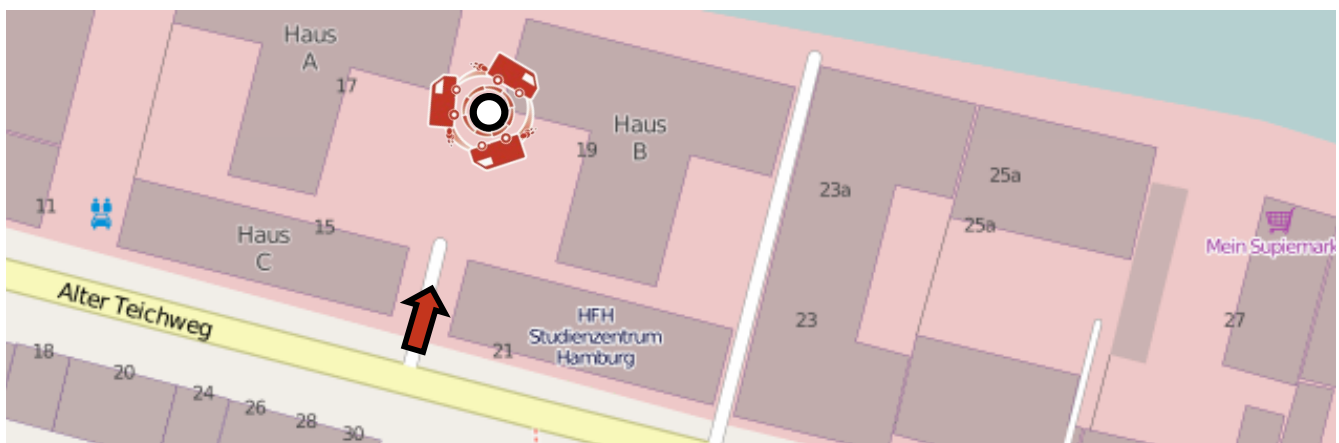 Haus
A
17
Haus
B
19
23a
25a
25a
11
15
Haus
C
Mein Supiemark
Alter Teichweg
HFH
Studienzentrum
Hamburg
23
27
21
18
20
24
26
28
30